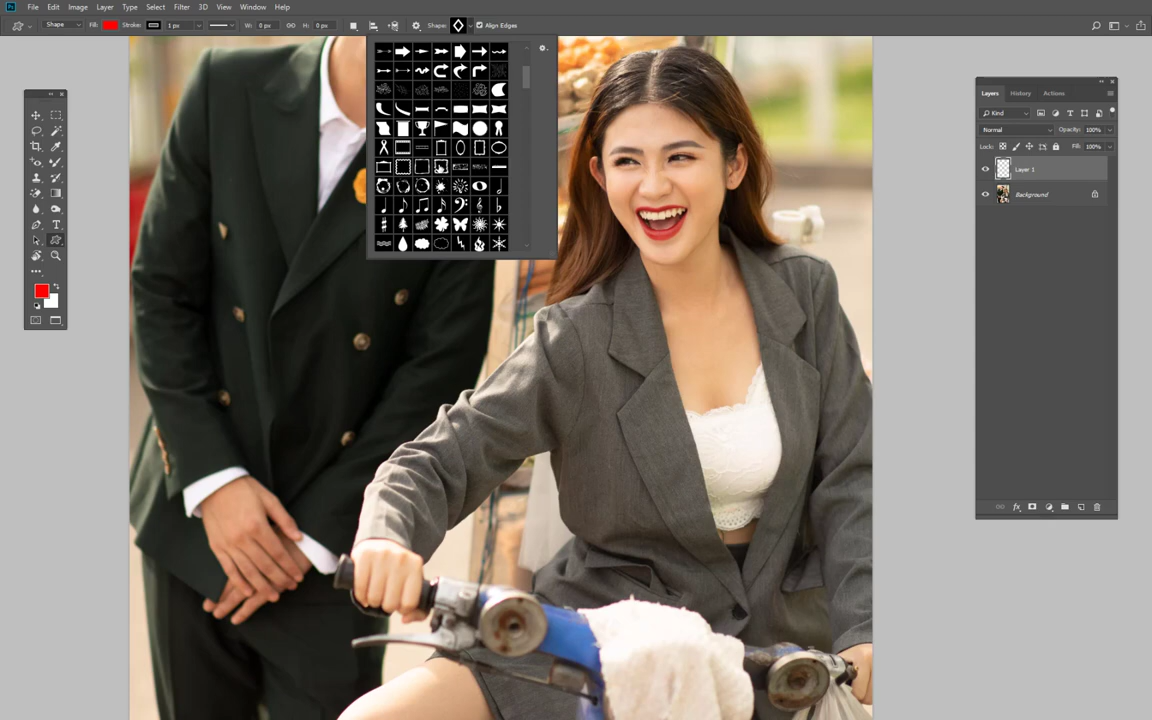 Ps File Edit Image Layer Type Select Filter 3D View Window Help
Shape Fill: Stroke: 1 px W: 0 px H: 0 px Shape: Align Edges
Layers History Actions
Kind
Normal Opacity: 100%
Lock: Fill: 100%
Layer 1
Background